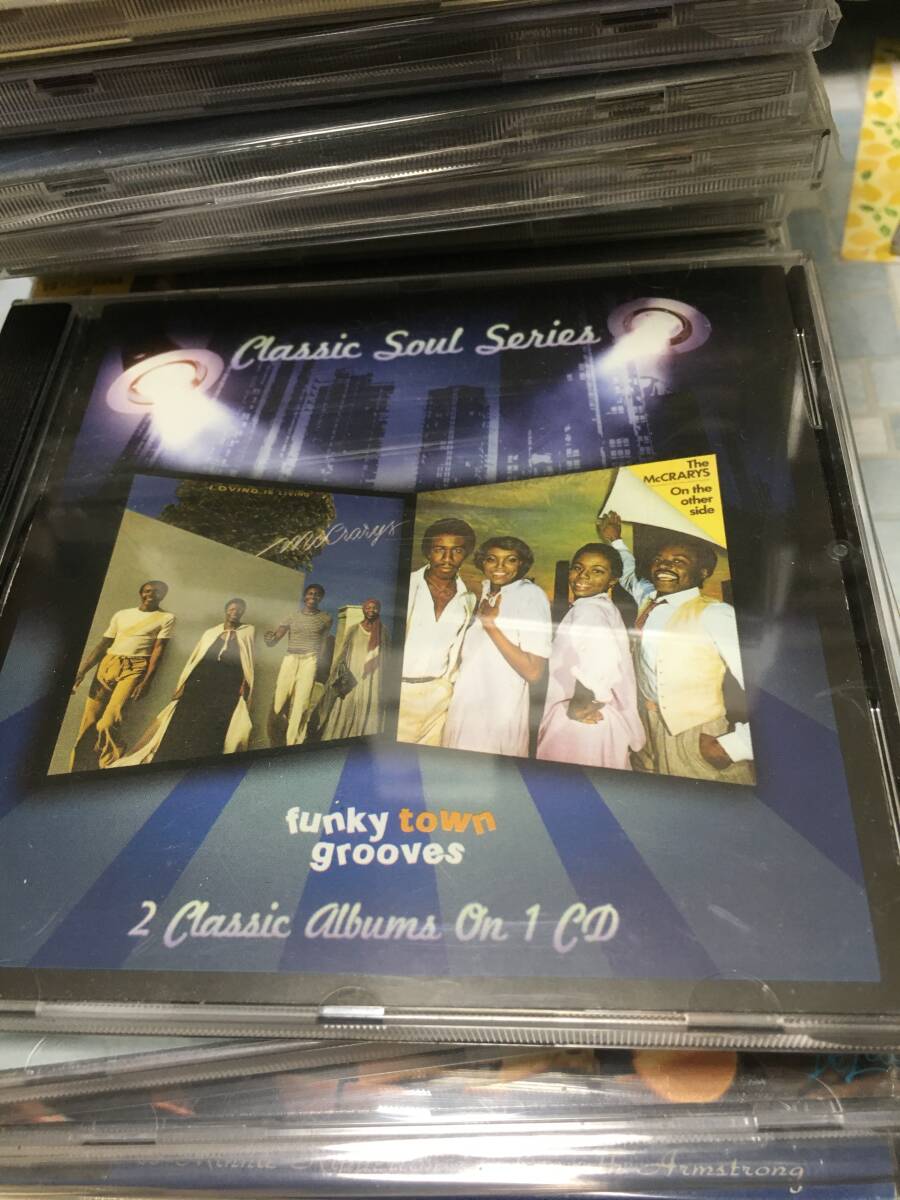 Classic Soul Series
LOVING IS LIVING
McCrarys
The
McCRARYS
On the
other
side
funky town
grooves
2 Classic Albums On 1 CD
Minnie
Armstrong